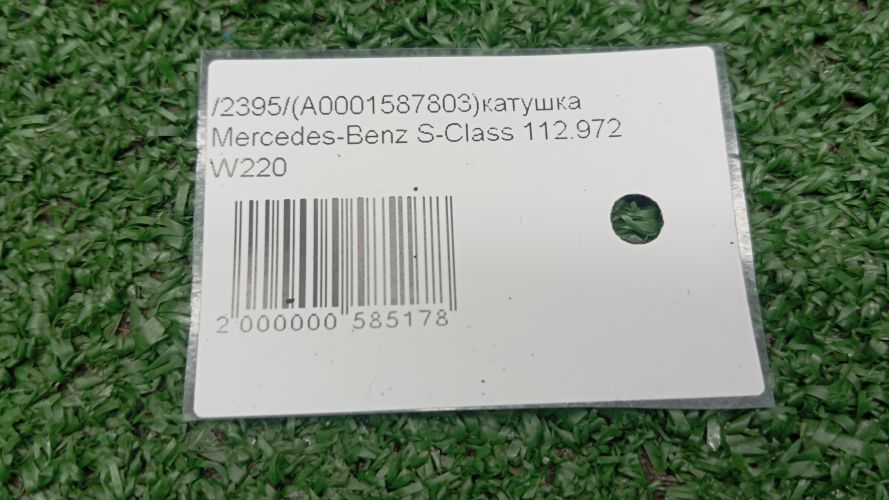 /2395/(A0001587803)катушка
Mercedes-Benz S-Class 112.972
W220
2 000000 585178